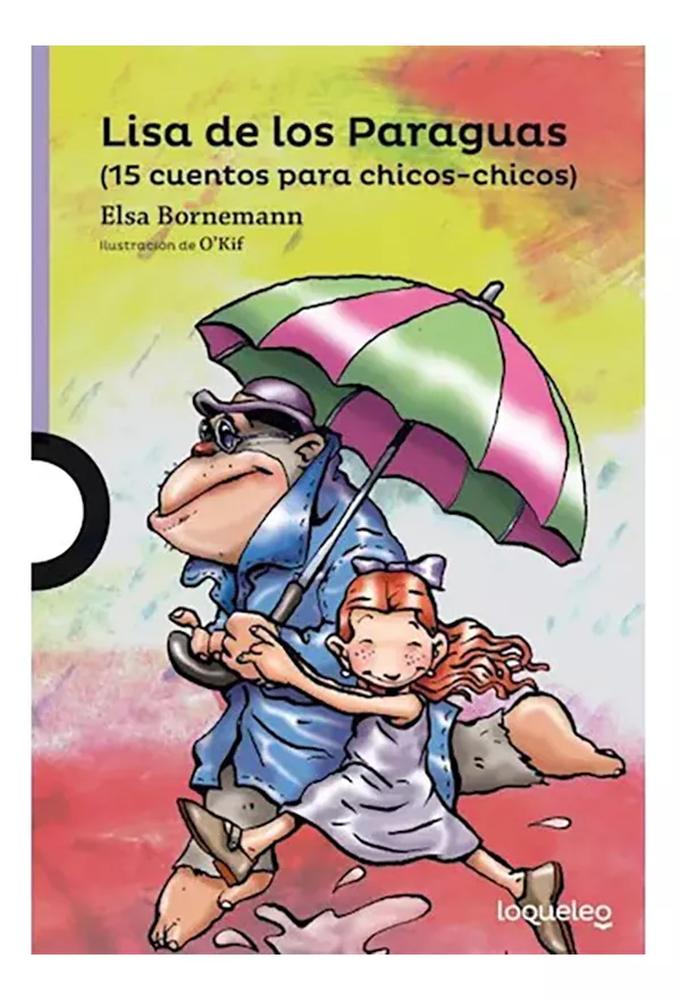 Lisa de los Paraguas
(15 cuentos para chicos-chicos)
Elsa Bornemann
Ilustración de O'Kif
loqueleo